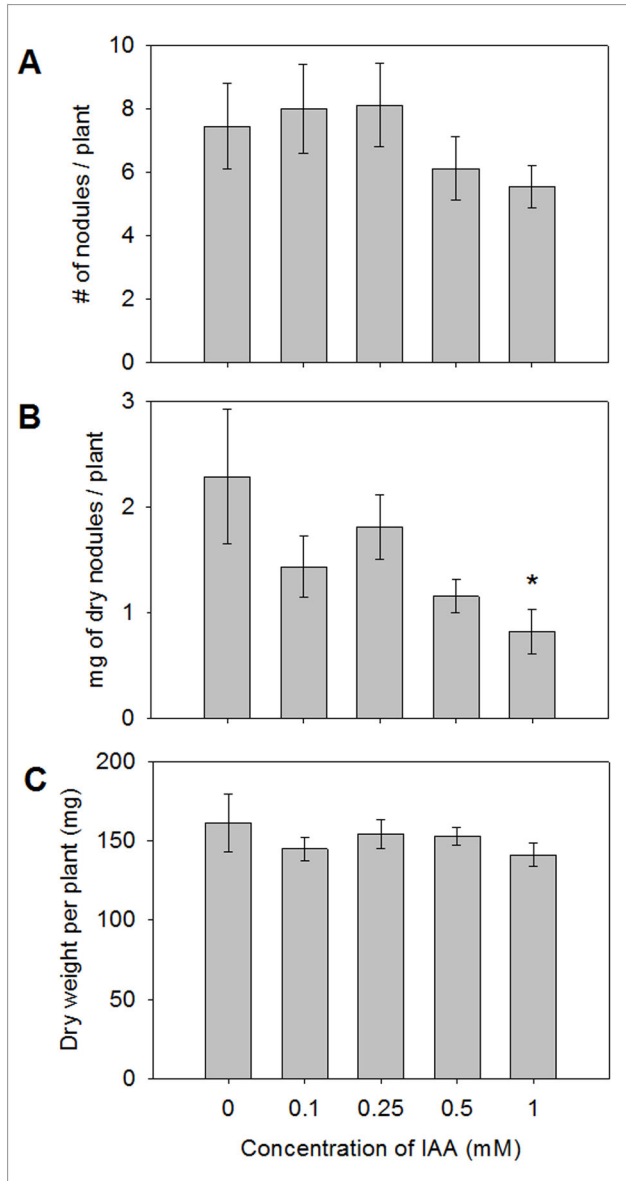 A
# of nodules / plant
10
8
6
4
2
0
B
mg of dry nodules / plant
3
2
1
0
*
C
Dry weight per plant (mg)
200
150
100
50
0
0 0.1 0.25 0.5 1
Concentration of IAA (mM)